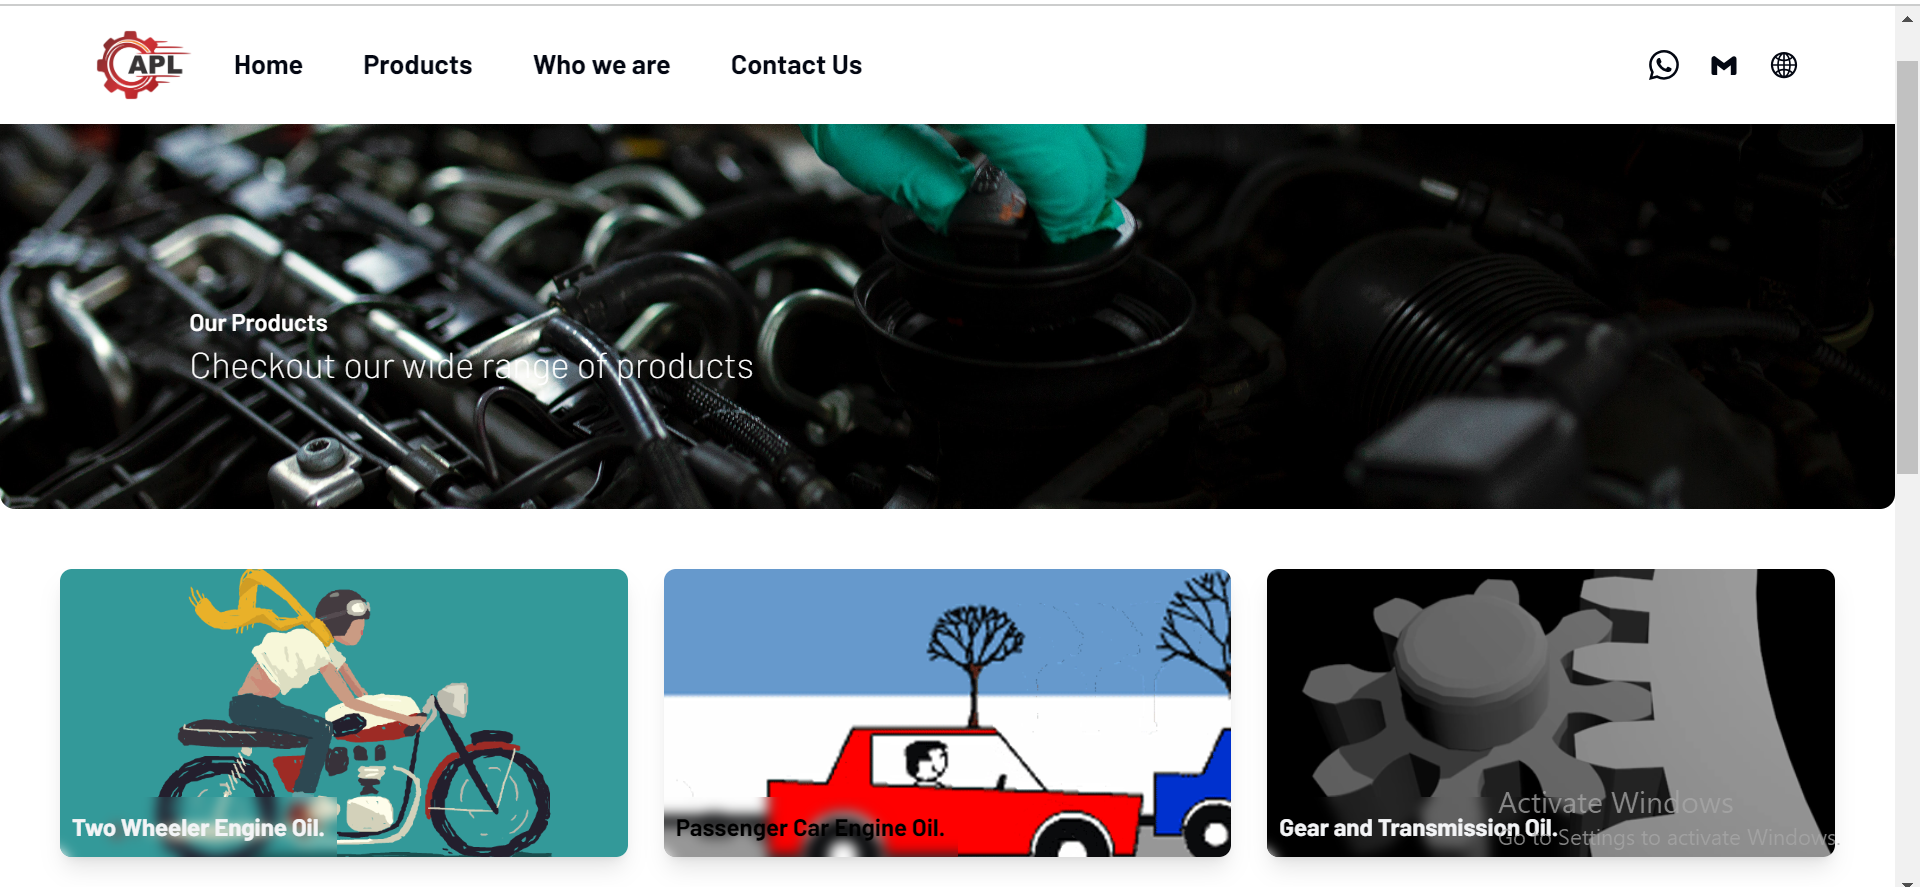 APL
Home
Products
Who we are
Contact Us
Our Products
Checkout our wide range of products
Two Wheeler Engine Oil.
Passenger Car Engine Oil.
Gear and Transmission Oil.
Activate Windows
Go to Settings to activate Windows.